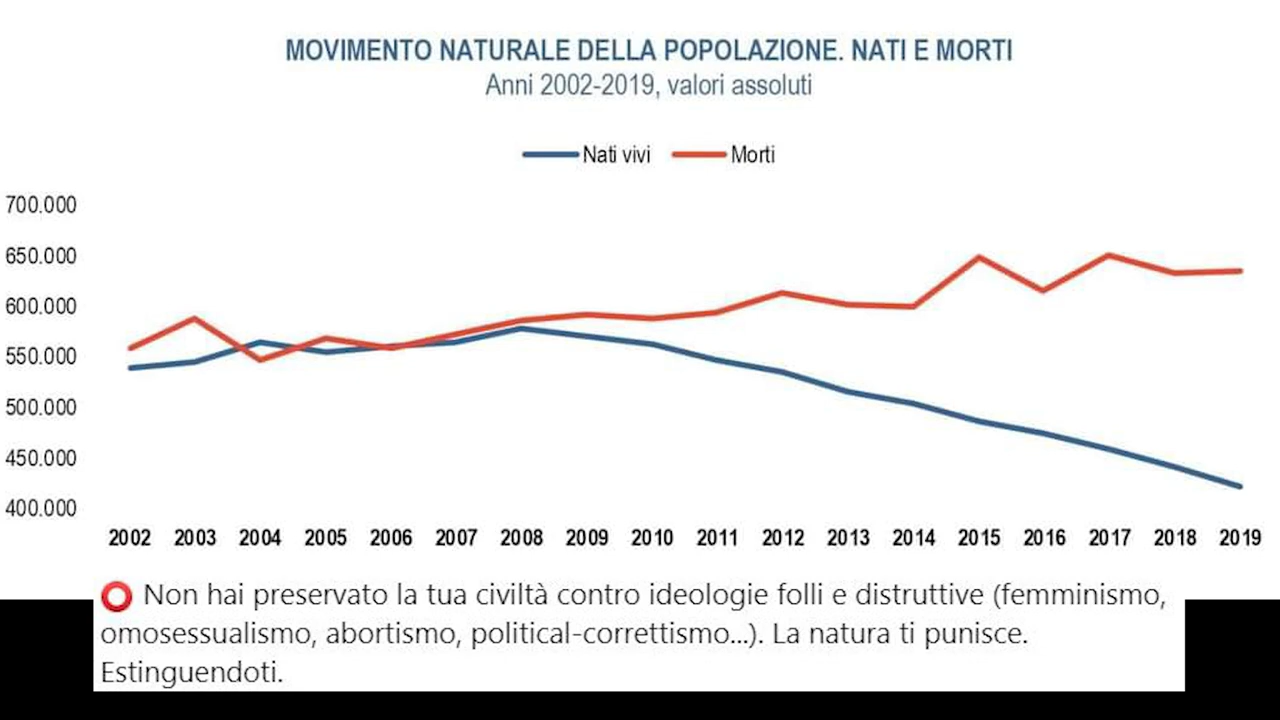 MOVIMENTO NATURALE DELLA POPOLAZIONE. NATI E MORTI
Anni 2002-2019, valori assoluti
Nati vivi Morti
700.000
650.000
600.000
550.000
500.000
450.000
400.000
2002 2003 2004 2005 2006 2007 2008 2009 2010 2011 2012 2013 2014 2015 2016 2017 2018 2019
⭕ Non hai preservato la tua civiltà contro ideologie folli e distruttive (femminismo,
omosessualismo, abortismo, political-correttismo...). La natura ti punisce.
Estinguendoti.